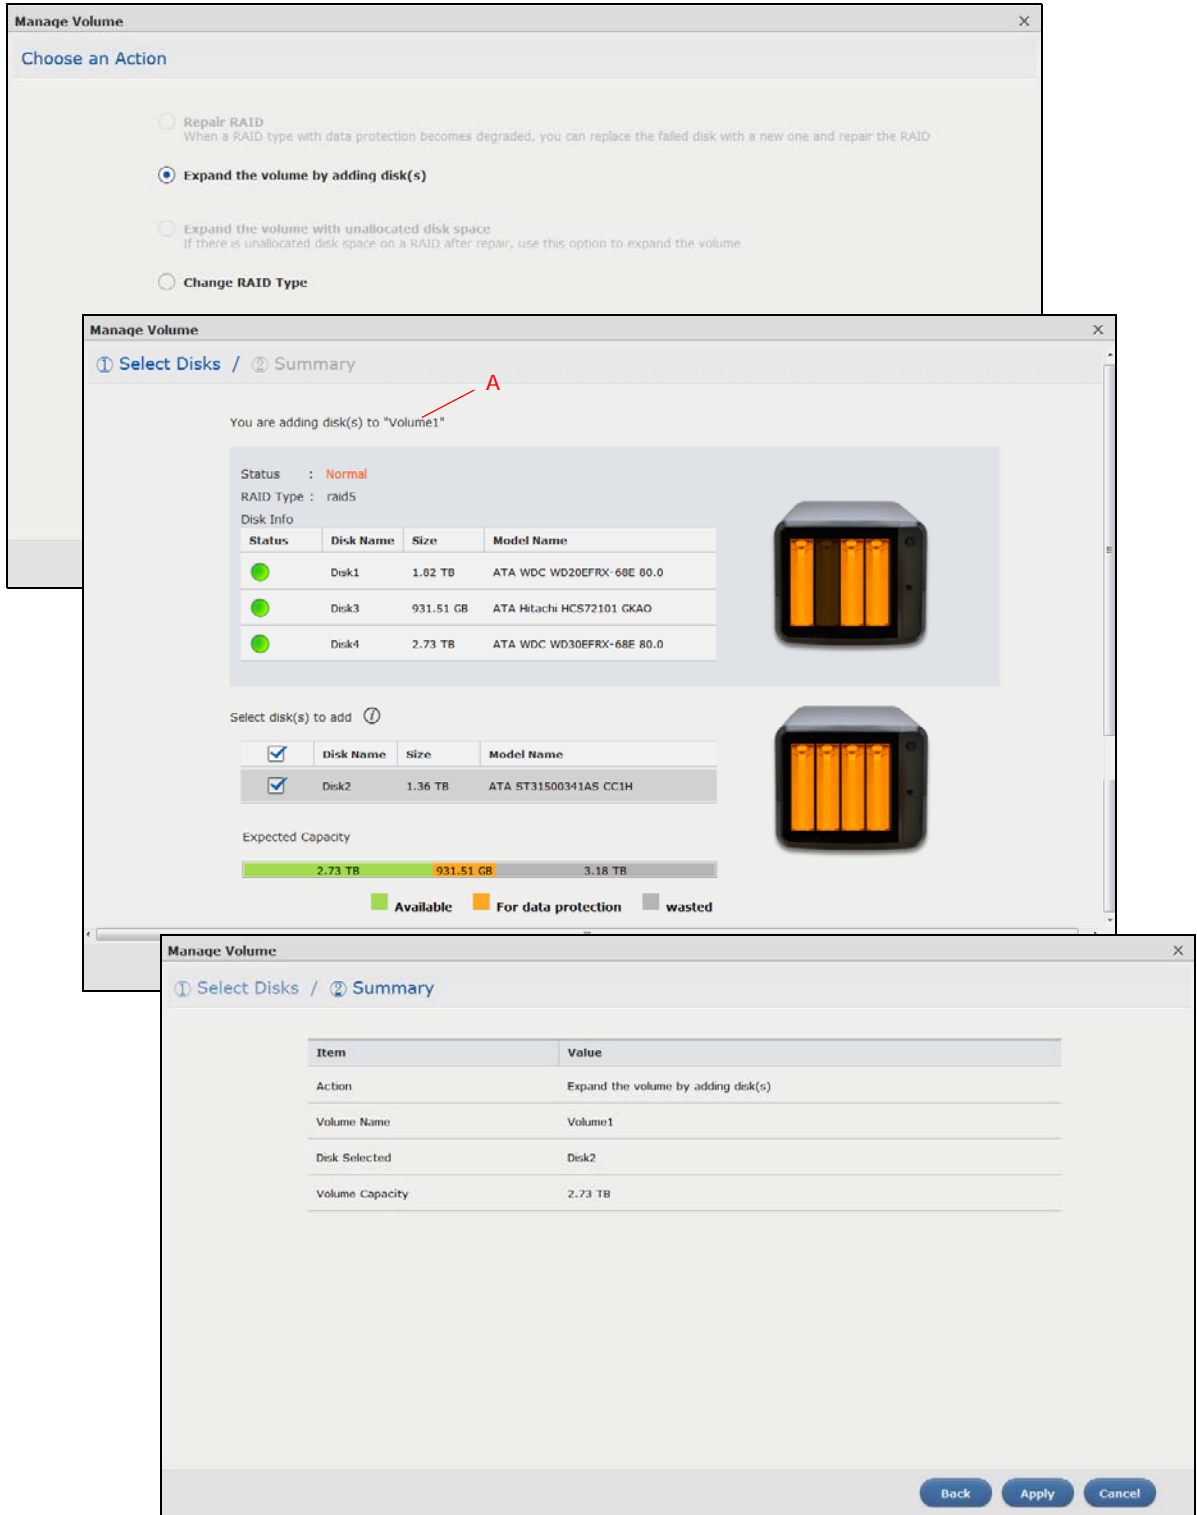 Manage Volume X
Choose an Action
Repair RAID
When a RAID type with data protection becomes degraded, you can replace the failed disk with a new one and repair the RAID
Expand the volume by adding disk(s)
Expand the volume with unallocated disk space
If there is unallocated disk space on a RAID after repair, use this option to expand the volume
Change RAID Type
Manage Volume X
① Select Disks / ② Summary
A
You are adding disk(s) to "Volume1"
Status : Normal
RAID Type : raid5
Disk Info
Status Disk Name Size Model Name
Disk1 1.82 TB ATA WDC WD20EFRX-68E 80.0
Disk3 931.51 GB ATA Hitachi HCS72101 GKAO
Disk4 2.73 TB ATA WDC WD30EFRX-68E 80.0
Select disk(s) to add i
Disk Name Size Model Name
Disk2 1.36 TB ATA ST31500341AS CC1H
Expected Capacity
2.73 TB 931.51 GB 3.18 TB
Available For data protection wasted
Manage Volume X
① Select Disks / ② Summary
Item Value
Action Expand the volume by adding disk(s)
Volume Name Volume1
Disk Selected Disk2
Volume Capacity 2.73 TB
Back Apply Cancel